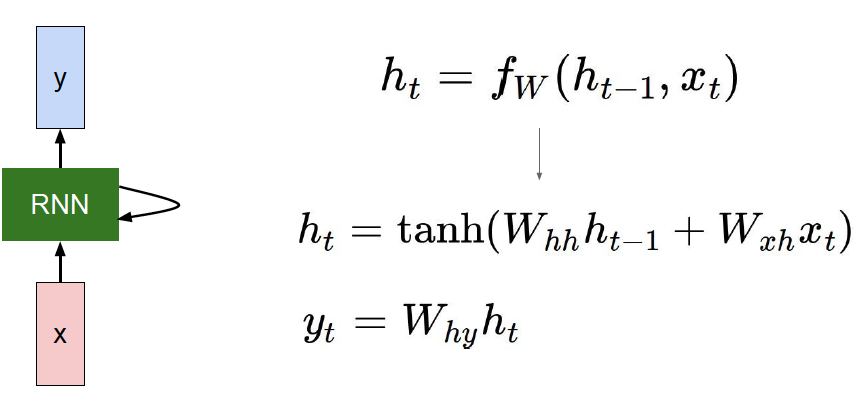 y
RNN
x
h_t = f_W(h_{t-1}, x_t)
h_t = tanh(W_{hh}h_{t-1} + W_{xh}x_t)
y_t = W_{hy}h_t